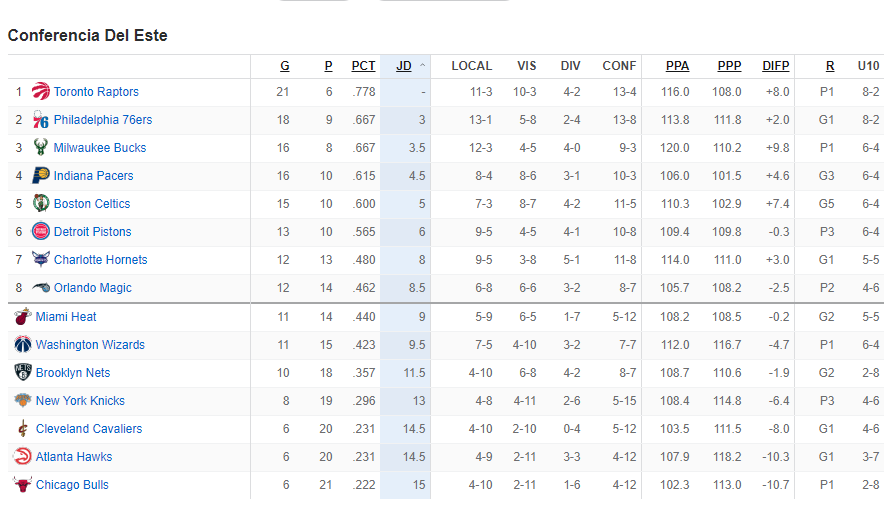 Conferencia Del Este
G P PCT JD LOCAL VIS DIV CONF PPA PPP DIFP R U10
1 Toronto Raptors 21 6 .778 - 11-3 10-3 4-2 13-4 116.0 108.0 +8.0 P1 8-2
2 Philadelphia 76ers 18 9 .667 3 13-1 5-8 2-4 13-8 113.8 111.8 +2.0 G1 8-2
3 Milwaukee Bucks 16 8 .667 3.5 12-3 4-5 4-0 9-3 120.0 110.2 +9.8 P1 6-4
4 Indiana Pacers 16 10 .615 4.5 8-4 8-6 3-1 10-3 106.0 101.5 +4.6 G3 6-4
5 Boston Celtics 15 10 .600 5 7-3 8-7 4-2 11-5 110.3 102.9 +7.4 G5 6-4
6 Detroit Pistons 13 10 .565 6 9-5 4-5 4-1 10-8 109.4 109.8 -0.3 P3 6-4
7 Charlotte Hornets 12 13 .480 8 9-5 3-8 5-1 11-8 114.0 111.0 +3.0 G1 5-5
8 Orlando Magic 12 14 .462 8.5 6-8 6-6 3-2 8-7 105.7 108.2 -2.5 P2 4-6
Miami Heat 11 14 .440 9 5-9 6-5 1-7 5-12 108.2 108.5 -0.2 G2 5-5
Washington Wizards 11 15 .423 9.5 7-5 4-10 3-2 7-7 112.0 116.7 -4.7 P1 6-4
Brooklyn Nets 10 18 .357 11.5 4-10 6-8 4-2 8-7 108.7 110.6 -1.9 G2 2-8
New York Knicks 8 19 .296 13 4-8 4-11 2-6 5-15 108.4 114.8 -6.4 P3 4-6
Cleveland Cavaliers 6 20 .231 14.5 4-10 2-10 0-4 5-12 103.5 111.5 -8.0 G1 4-6
Atlanta Hawks 6 20 .231 14.5 4-9 2-11 3-3 4-12 107.9 118.2 -10.3 G1 3-7
Chicago Bulls 6 21 .222 15 4-10 2-11 1-6 4-12 102.3 113.0 -10.7 P1 2-8